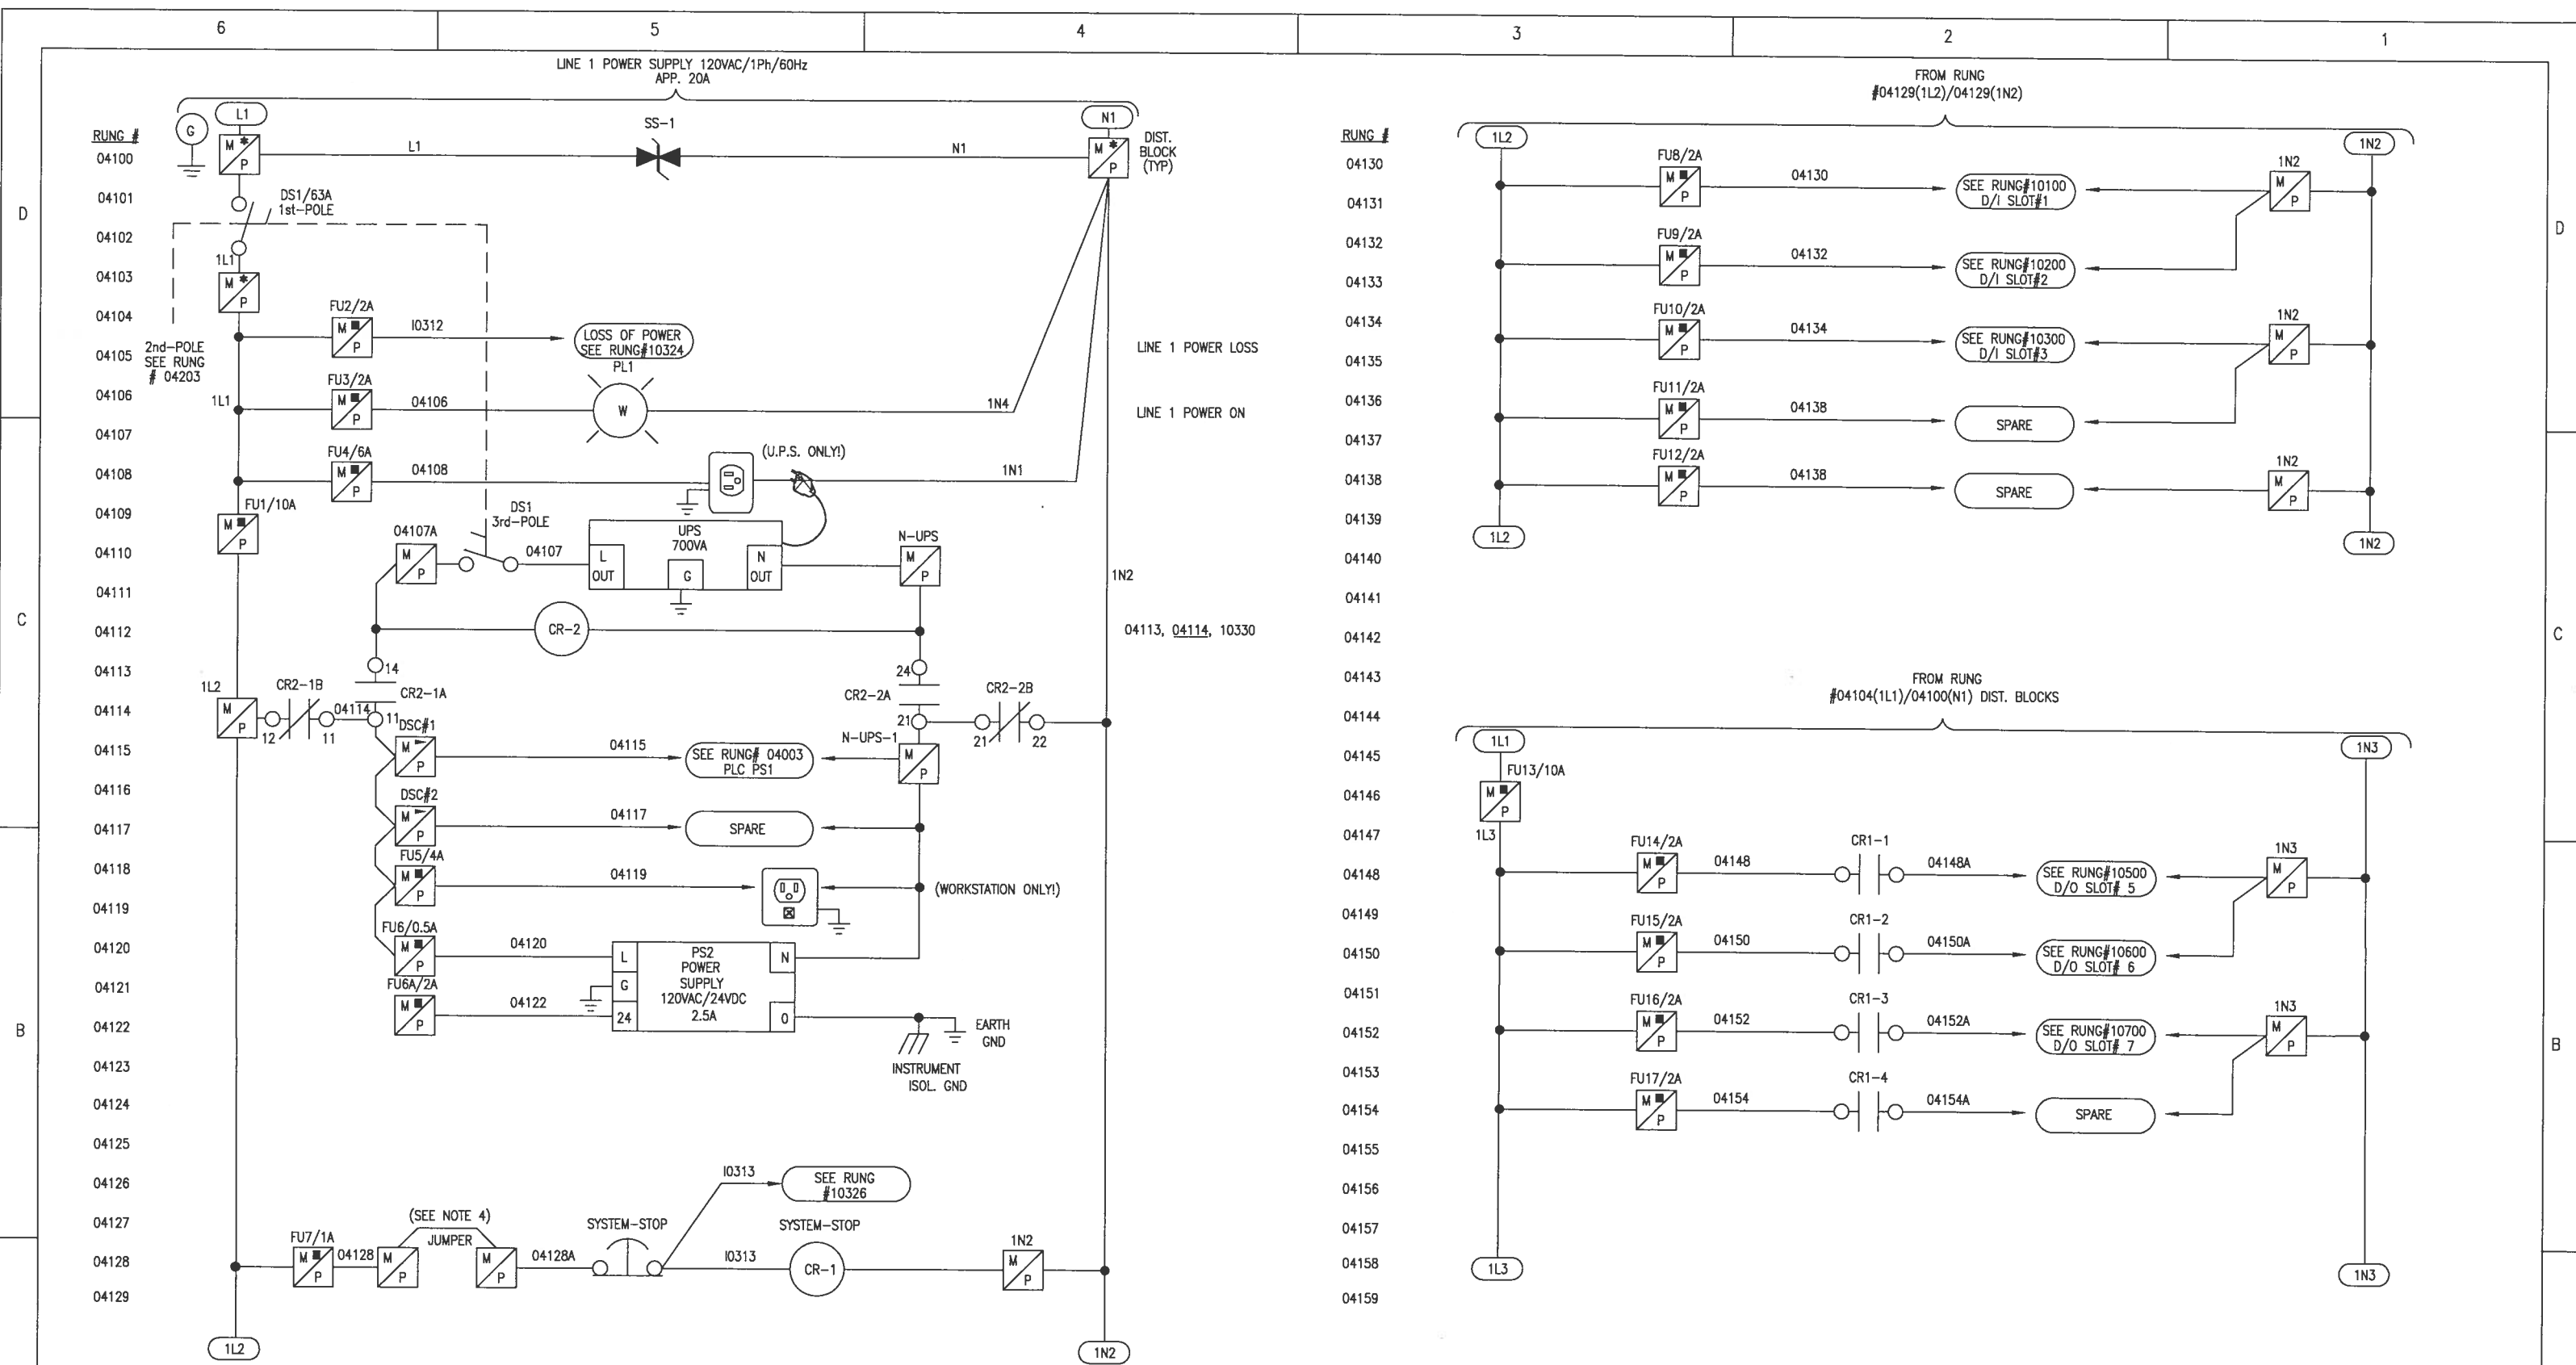 6
5
4
3
2
1
D
C
B
D
C
B
LINE 1 POWER SUPPLY 120VAC/1Ph/60Hz
APP. 20A
RUNG #
04100
04101
04102
04103
04104
04105
04106
04107
04108
04109
04110
04111
04112
04113
04114
04115
04116
04117
04118
04119
04120
04121
04122
04123
04124
04125
04126
04127
04128
04129
G
L1
M *
P
L1
SS-1
N1
N1
M *
P
DIST.
BLOCK
(TYP)
DS1/63A
1st-POLE
1L1
M *
P
2nd-POLE
SEE RUNG
# 04203
FU2/2A
M
P
I0312
LOSS OF POWER
SEE RUNG#10324
LINE 1 POWER LOSS
PL1
1L1
FU3/2A
M
P
04106
W
1N4
LINE 1 POWER ON
FU4/6A
M
P
04108
(U.P.S. ONLY!)
1N1
FU1/10A
M
P
04107A
M
P
DS1
3rd-POLE
04107
UPS
700VA
L
OUT
G
N
OUT
N-UPS
M
P
1N2
CR-2
04113, 04114, 10330
14
CR2-1A
24
CR2-2A
1L2
M
P
CR2-1B
12
11
04114
11
21
CR2-2B
21
22
DSC#1
M
P
04115
SEE RUNG# 04003
PLC PS1
N-UPS-1
M
P
DSC#2
M
P
04117
SPARE
FU5/4A
M
P
04119
(WORKSTATION ONLY!)
FU6/0.5A
M
P
04120
L
G
24
PS2
POWER
SUPPLY
120VAC/24VDC
2.5A
N
0
FU6A/2A
M
P
04122
EARTH
GND
INSTRUMENT
ISOL. GND
I0313
SEE RUNG
#10326
FU7/1A
M
P
04128
(SEE NOTE 4)
JUMPER
M
P
M
P
04128A
SYSTEM-STOP
I0313
SYSTEM-STOP
CR-1
1N2
M
P
1L2
1N2
FROM RUNG
#04129(1L2)/04129(1N2)
RUNG #
04130
04131
04132
04133
04134
04135
04136
04137
04138
04139
04140
04141
04142
04143
04144
04145
04146
04147
04148
04149
04150
04151
04152
04153
04154
04155
04156
04157
04158
04159
1L2
1N2
FU8/2A
M
P
04130
SEE RUNG#10100
D/I SLOT#1
1N2
M
P
FU9/2A
M
P
04132
SEE RUNG#10200
D/I SLOT#2
FU10/2A
M
P
04134
SEE RUNG#10300
D/I SLOT#3
1N2
M
P
FU11/2A
M
P
04138
SPARE
FU12/2A
M
P
04138
SPARE
1N2
M
P
1L2
1N2
FROM RUNG
#04104(1L1)/04100(N1) DIST. BLOCKS
1L1
1N3
FU13/10A
M
P
1L3
FU14/2A
M
P
04148
CR1-1
04148A
SEE RUNG#10500
D/O SLOT# 5
1N3
M
P
FU15/2A
M
P
04150
CR1-2
04150A
SEE RUNG#10600
D/O SLOT# 6
FU16/2A
M
P
04152
CR1-3
04152A
SEE RUNG#10700
D/O SLOT# 7
1N3
M
P
FU17/2A
M
P
04154
CR1-4
04154A
SPARE
1L3
1N3